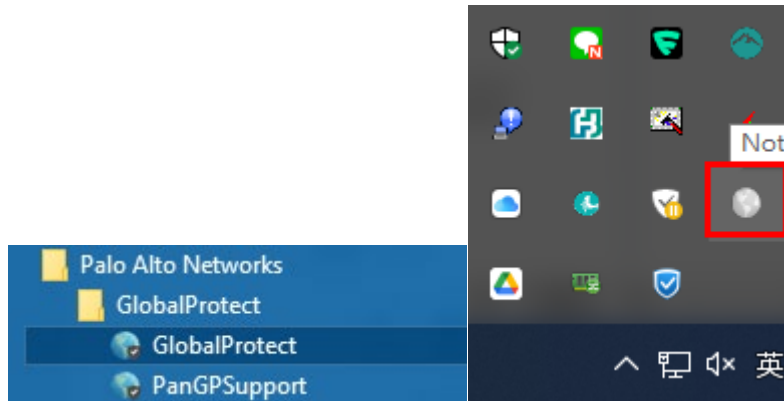 Not
Palo Alto Networks
GlobalProtect
GlobalProtect
PanGPSupport
英